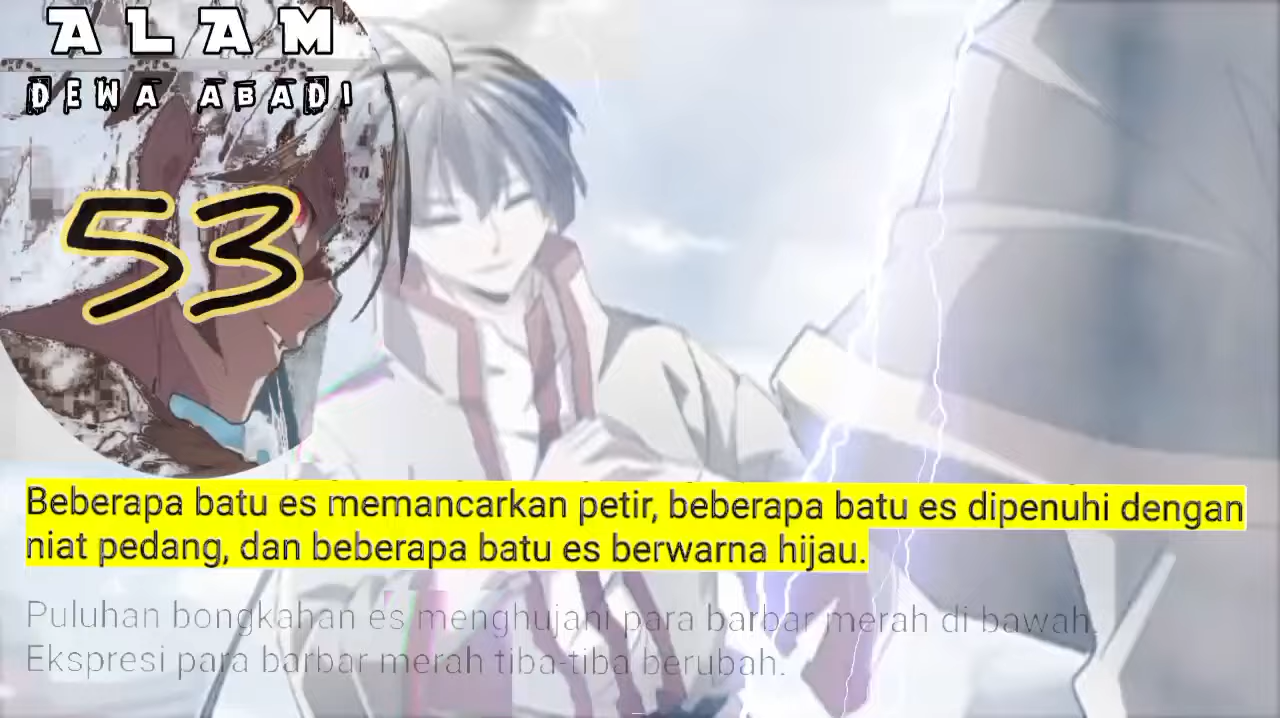 ALAM
DEWA ABADI
53
Beberapa batu es memancarkan petir, beberapa batu es dipenuhi dengan
niat pedang, dan beberapa batu es berwarna hijau.
Puluhan bongkahan es menghujani para barbar merah di bawah.
Ekspresi para barbar merah tiba-tiba berubah.